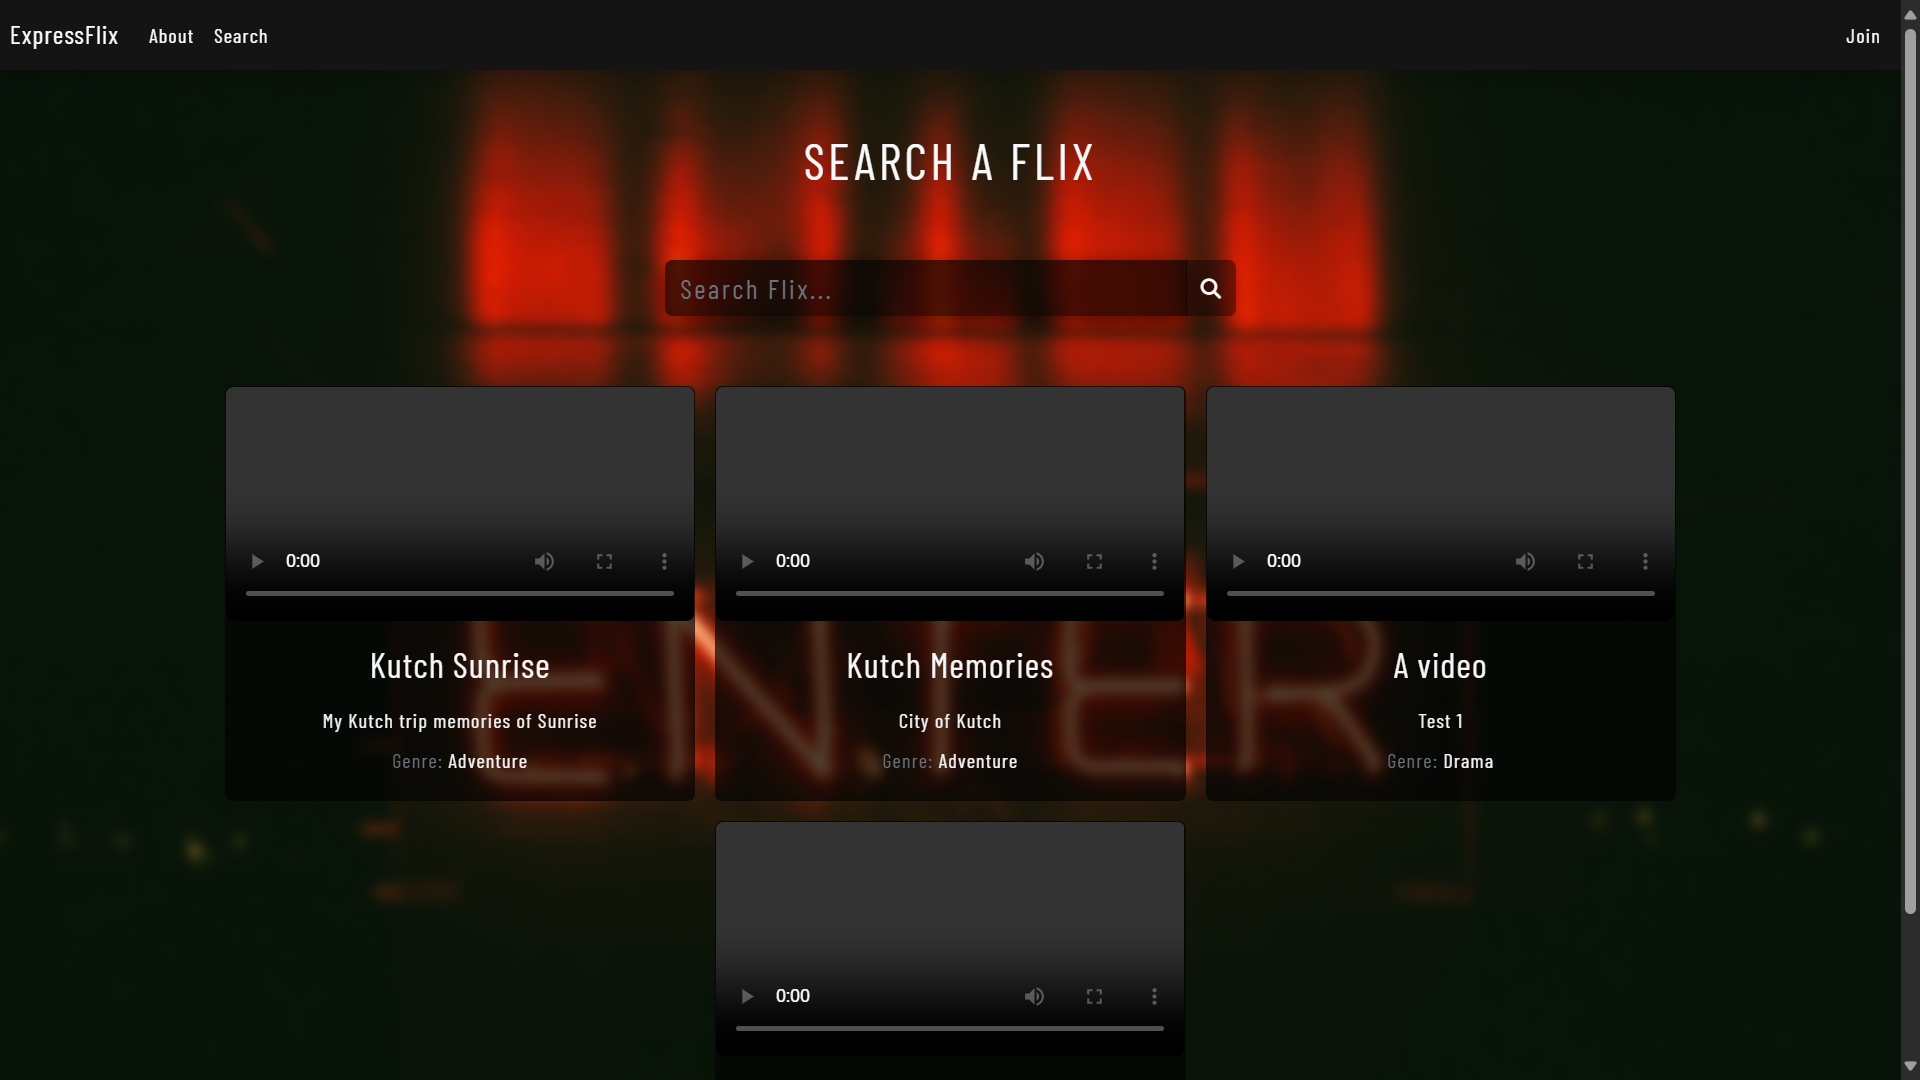 ExpressFlix About Search Join
SEARCH A FLIX
Search Flix...
0:00 0:00 0:00
Kutch Sunrise
My Kutch trip memories of Sunrise
Genre: Adventure
Kutch Memories
City of Kutch
Genre: Adventure
A video
Test 1
Genre: Drama
0:00
ENTER